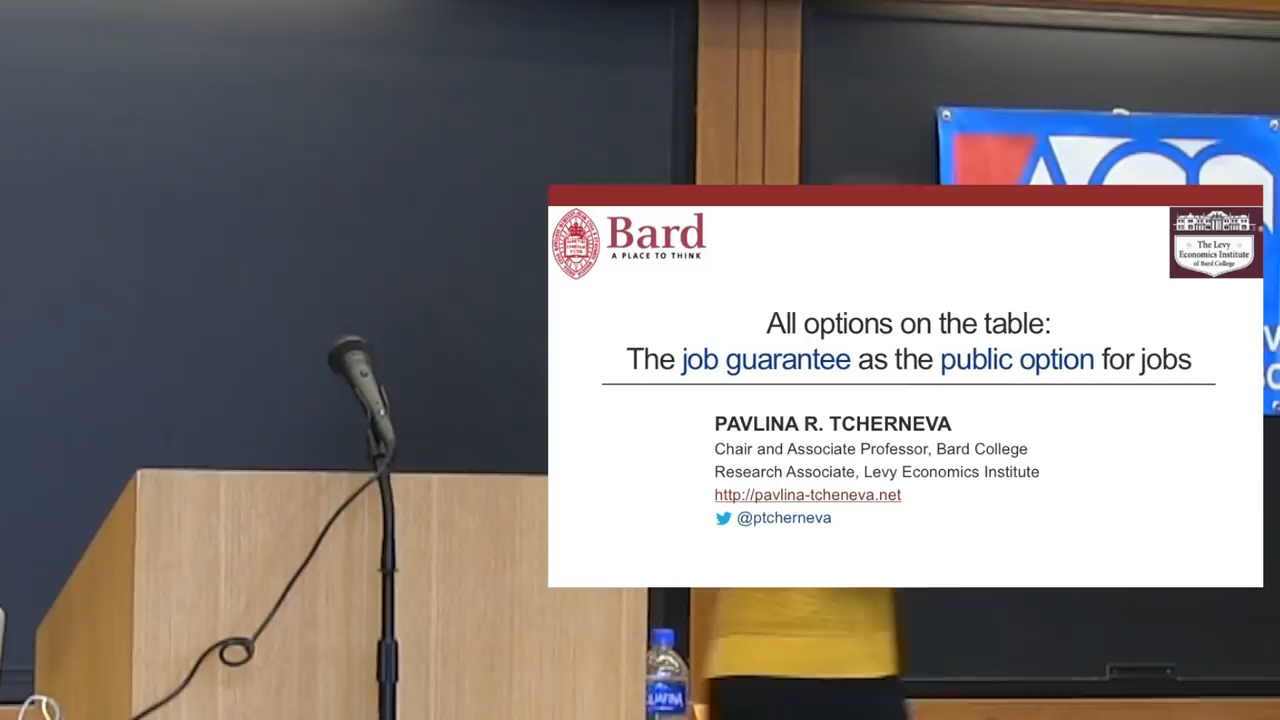 Bard
A PLACE TO THINK
The Levy
Economics Institute
of Bard College
All options on the table:
The job guarantee as the public option for jobs
PAVLINA R. TCHERNEVA
Chair and Associate Professor, Bard College
Research Associate, Levy Economics Institute
http://pavlina-tcheneva.net
@ptcherneva